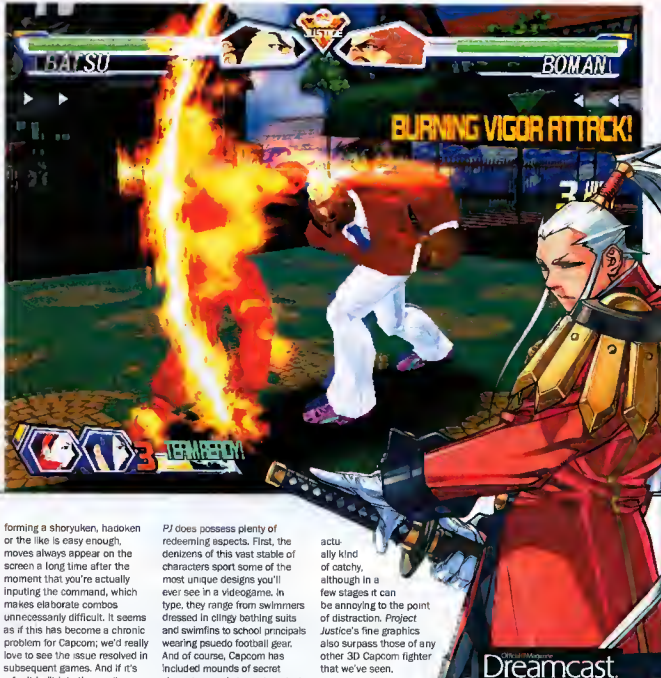 JUSTICE
BATSU
BOMAN
BURNING VIGOR ATTACK!
3
3 TEAM READY!
forming a shoryuken, hadoken
or the like is easy enough,
moves always appear on the
screen a long time after the
moment that you're actually
inputing the command, which
makes elaborate combos
unnecessarily difficult. It seems
as if this has become a chronic
problem for Capcom; we'd really
love to see the issue resolved in
subsequent games. And if it's
PJ does possess plenty of
redeeming aspects. First, the
denizens of this vast stable of
characters sport some of the
most unique designs you'll
ever see in a videogame. In
type, they range from swimmers
dressed in clingy bathing suits
and swimfins to school principals
wearing psuedo football gear.
And of course, Capcom has
included mounds of secret
actu-
ally kind
of catchy,
although in a
few stages it can
be annoying to the point
of distraction. Project
Justice's fine graphics
also surpass those of any
other 3D Capcom fighter
that we've seen.
Official Magazine
Dreamcast.